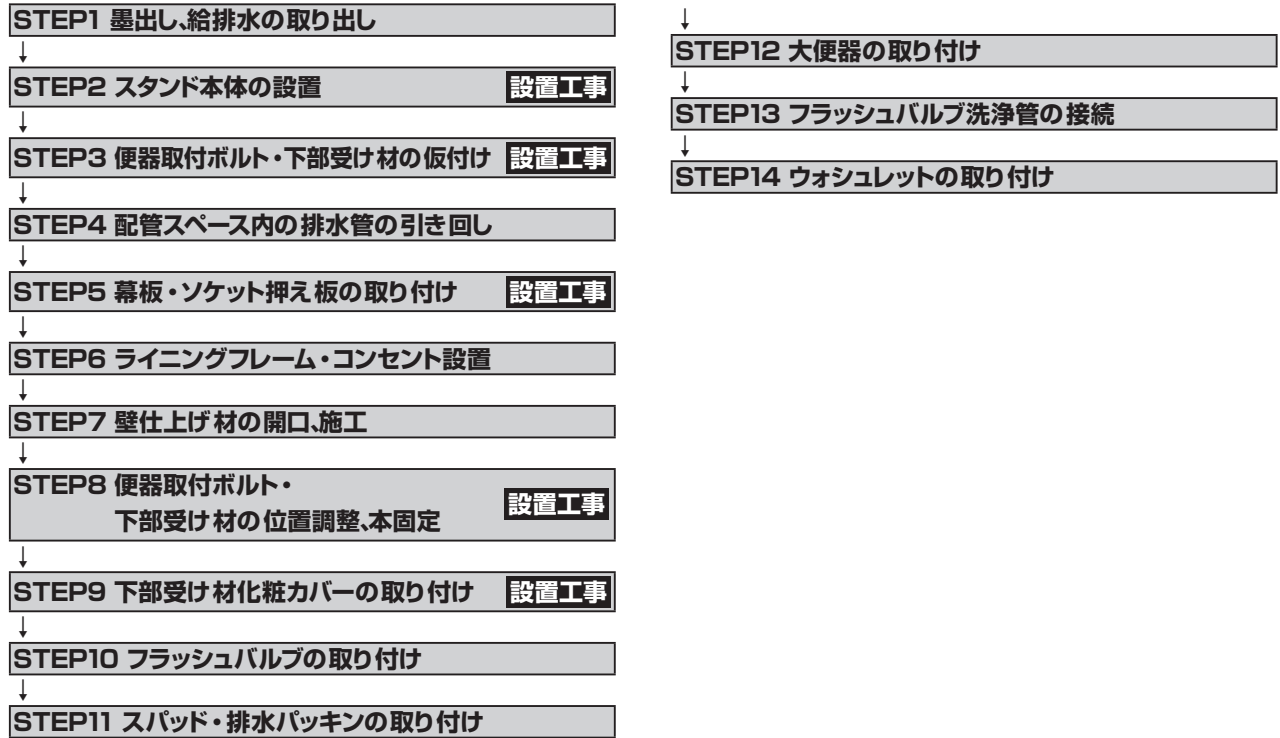 STEP1 墨出し、給排水の取り出し
↓
STEP2 スタンド本体の設置 設置工事
↓
STEP3 便器取付ボルト・下部受け材の仮付け 設置工事
↓
STEP4 配管スペース内の排水管の引き回し
↓
STEP5 幕板・ソケット押え板の取り付け 設置工事
↓
STEP6 ライニングフレーム・コンセント設置
↓
STEP7 壁仕上げ材の開口、施工
↓
STEP8 便器取付ボルト・
下部受け材の位置調整、本固定 設置工事
↓
STEP9 下部受け材化粧カバーの取り付け 設置工事
↓
STEP10 フラッシュバルブの取り付け
↓
STEP11 スパッド・排水パッキンの取り付け
↓
STEP12 大便器の取り付け
↓
STEP13 フラッシュバルブ洗浄管の接続
↓
STEP14 ウォシュレットの取り付け